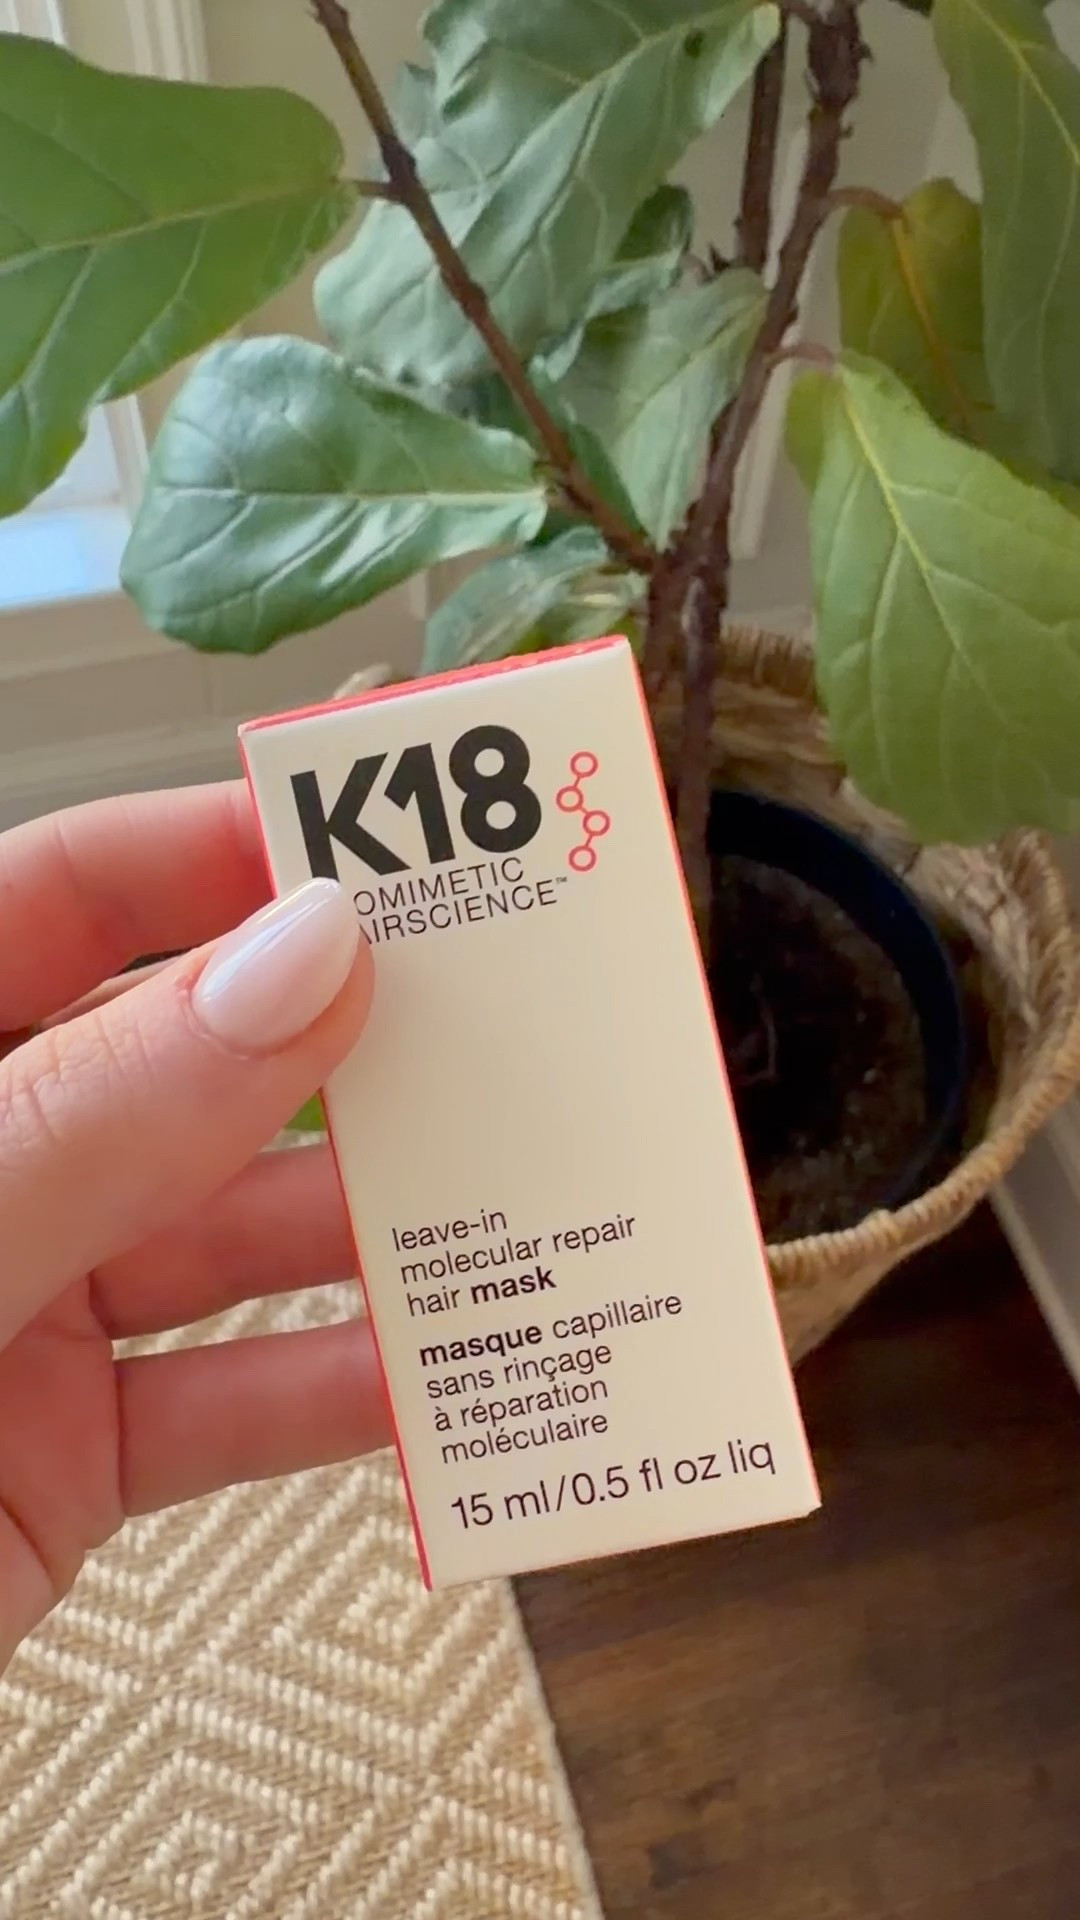 K18
OMIMETIC
AIRSCIENCE™
leave-in
molecular repair
hair mask
masque capillaire
sans rinçage
à réparation
moléculaire
15 ml/0.5 fl oz liq